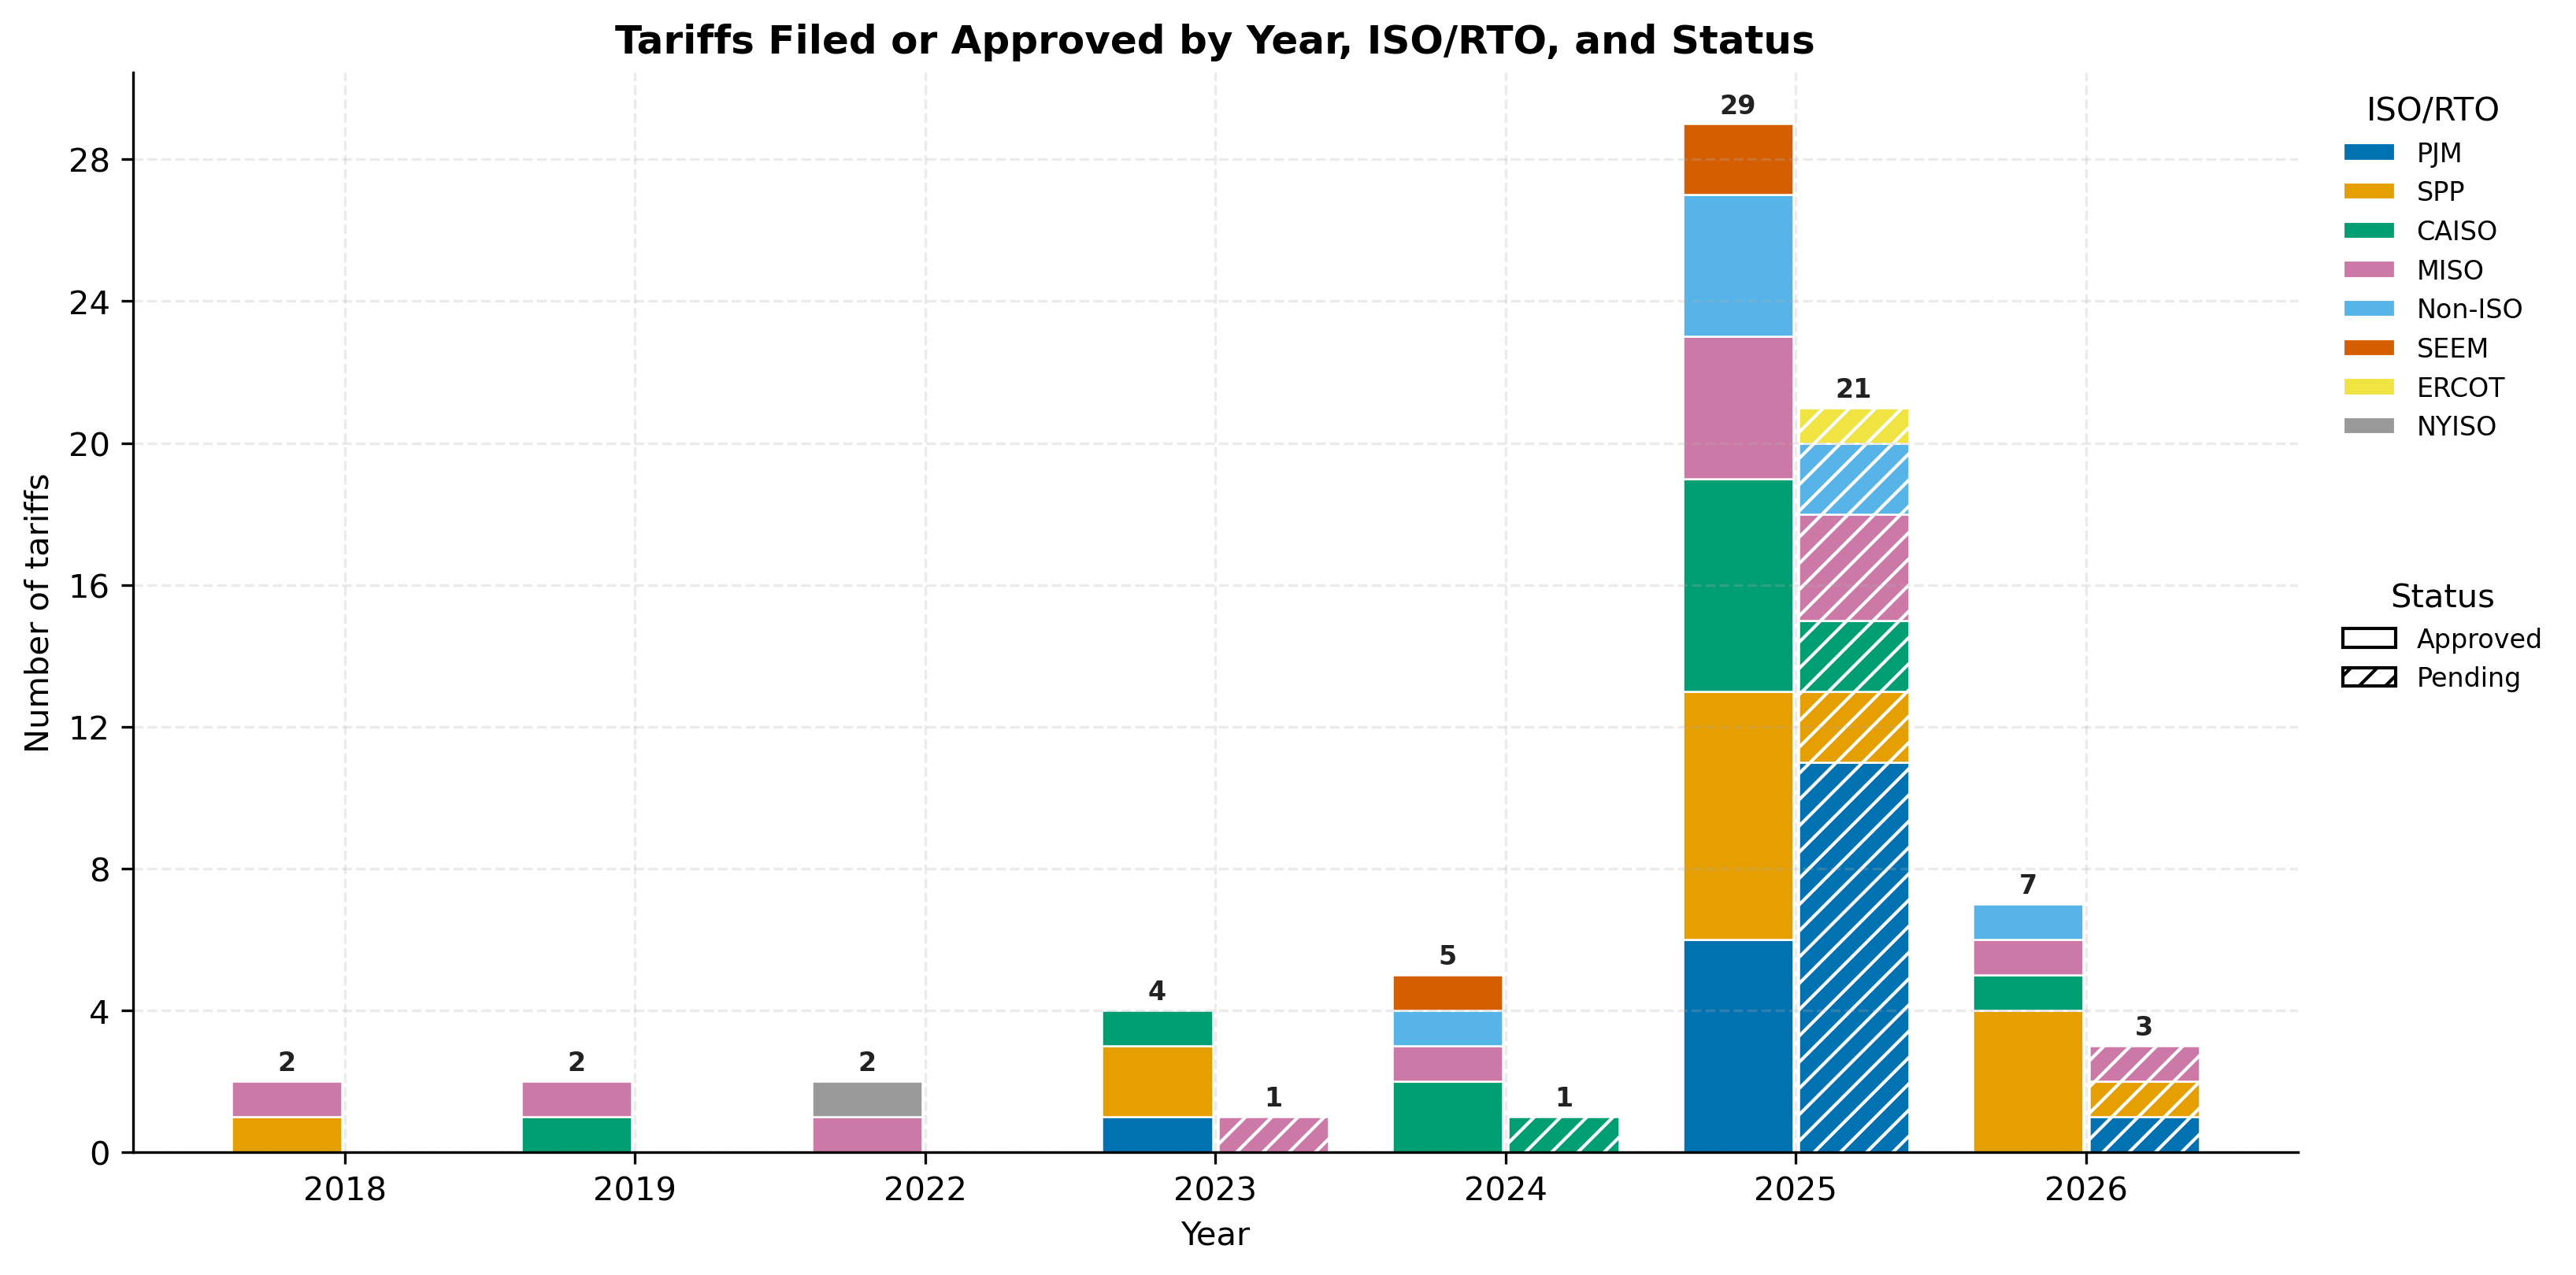 Tariffs Filed or Approved by Year, ISO/RTO, and Status
Number of tariffs
28
24
20
16
12
8
4
0
2
2
2
4
1
5
1
29
21
7
3
2018
2019
2022
2023
2024
2025
2026
Year
ISO/RTO
PJM
SPP
CAISO
MISO
Non-ISO
SEEM
ERCOT
NYISO
Status
Approved
Pending